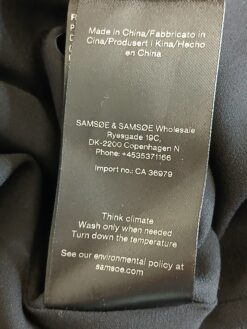 Made in China/Fabbricato in
Cina/Produsert i Kina/Hecho
en China
SAMSØE & SAMSØE Wholesale
Ryesgade 19C,
DK-2200 Copenhagen N
Phone: +4535371166
Import no.: CA 36979
Think climate
Wash only when needed
Turn down the temperature
See our environmental policy at
samsoe.com